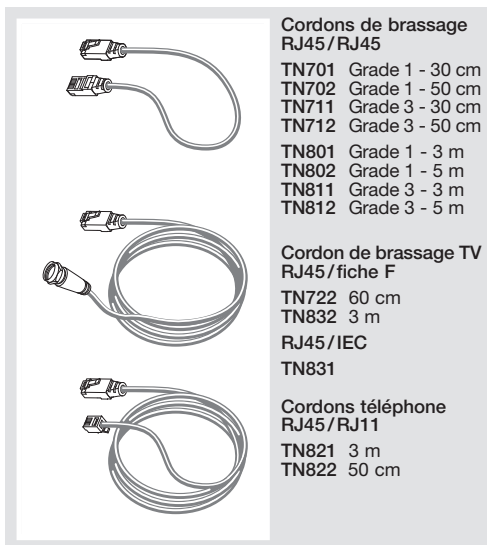 Cordons de brassage
RJ45/RJ45
TN701 Grade 1 - 30 cm
TN702 Grade 1 - 50 cm
TN711 Grade 3 - 30 cm
TN712 Grade 3 - 50 cm
TN801 Grade 1 - 3 m
TN802 Grade 1 - 5 m
TN811 Grade 3 - 3 m
TN812 Grade 3 - 5 m
Cordon de brassage TV
RJ45/fiche F
TN722 60 cm
TN832 3 m
RJ45/IEC
TN831
Cordons téléphone
RJ45/RJ11
TN821 3 m
TN822 50 cm